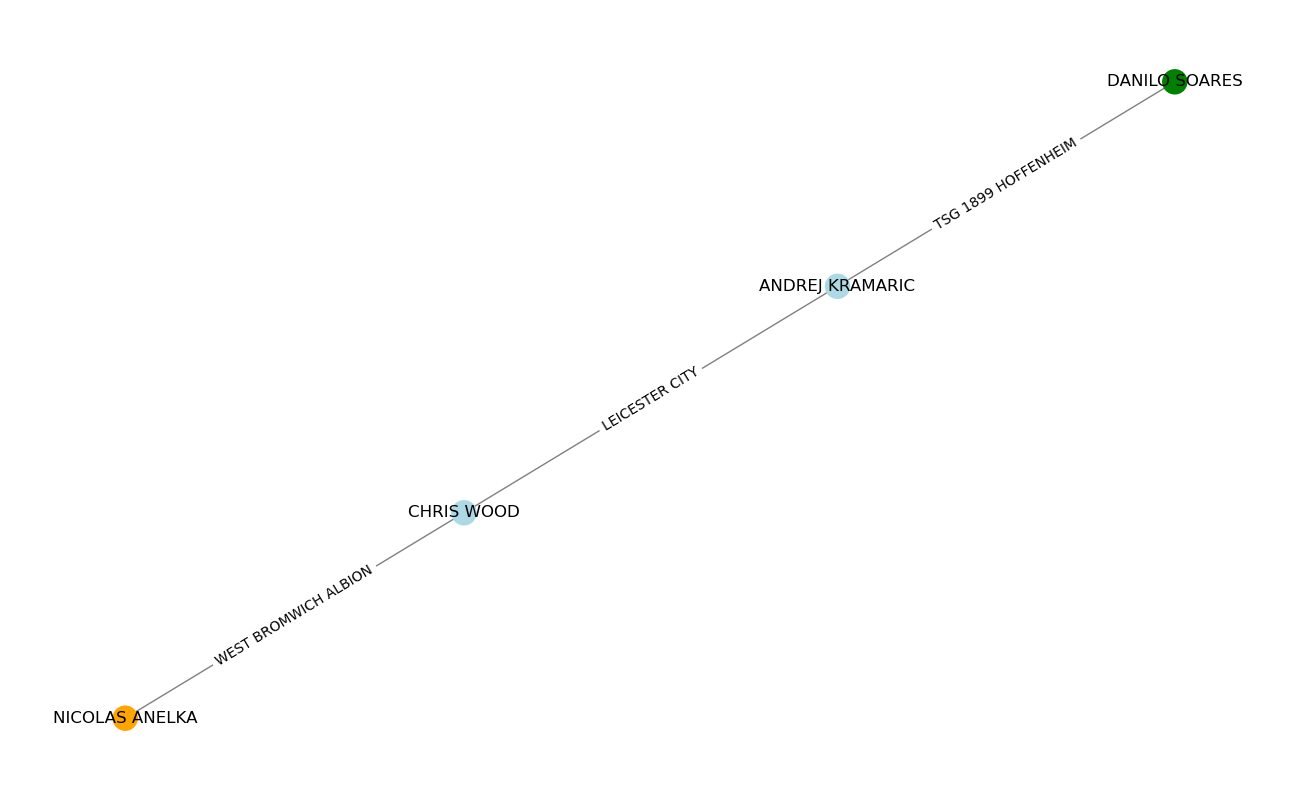 DANILO SOARES
TSG 1899 HOFFENHEIM
ANDREJ KRAMARIC
LEICESTER CITY
CHRIS WOOD
WEST BROMWICH ALBION
NICOLAS ANELKA